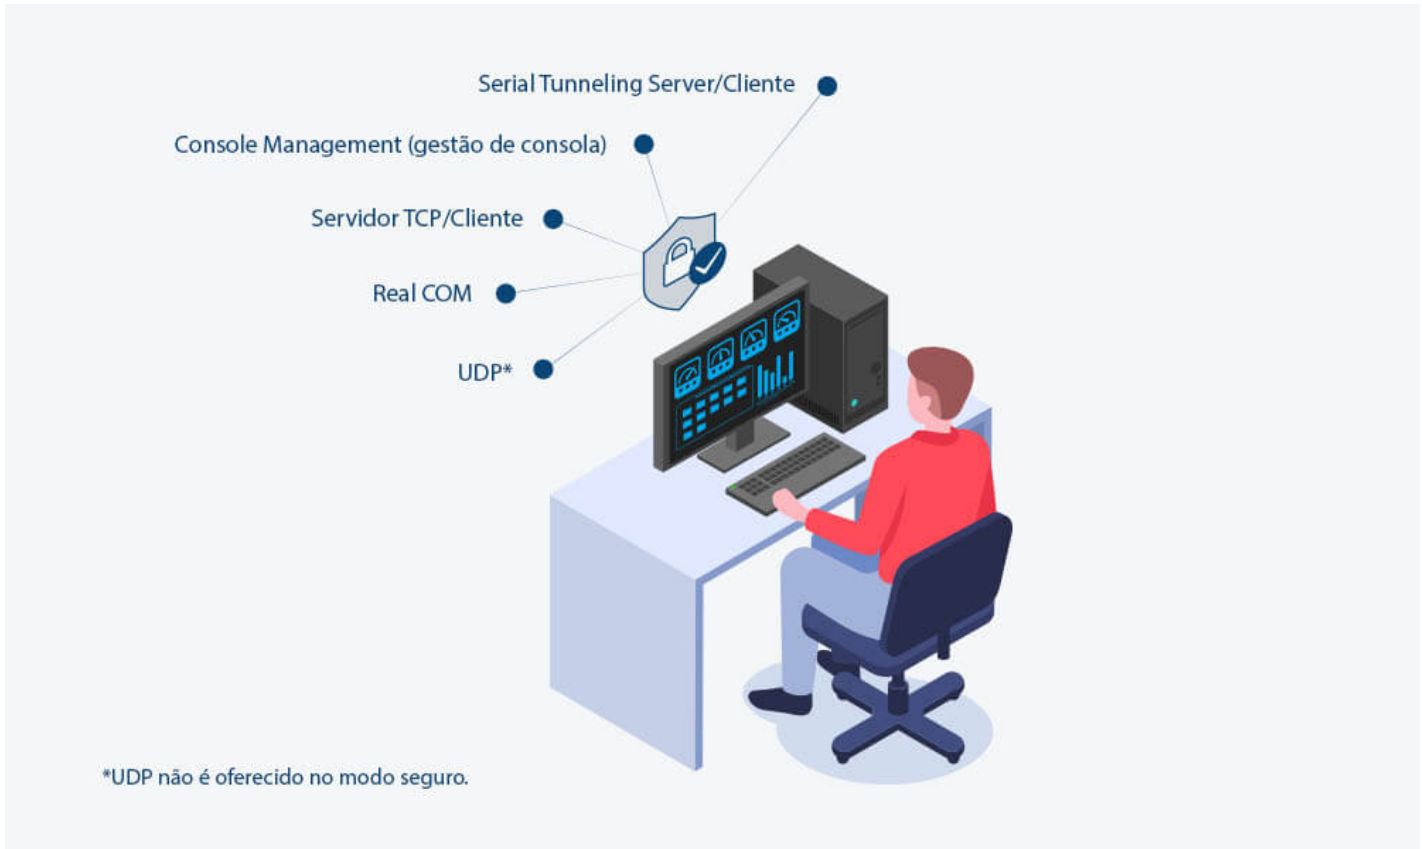 Serial Tunneling Server/Cliente
Console Management (gestão de consola)
Servidor TCP/Cliente
Real COM
UDP*
*UDP não é oferecido no modo seguro.